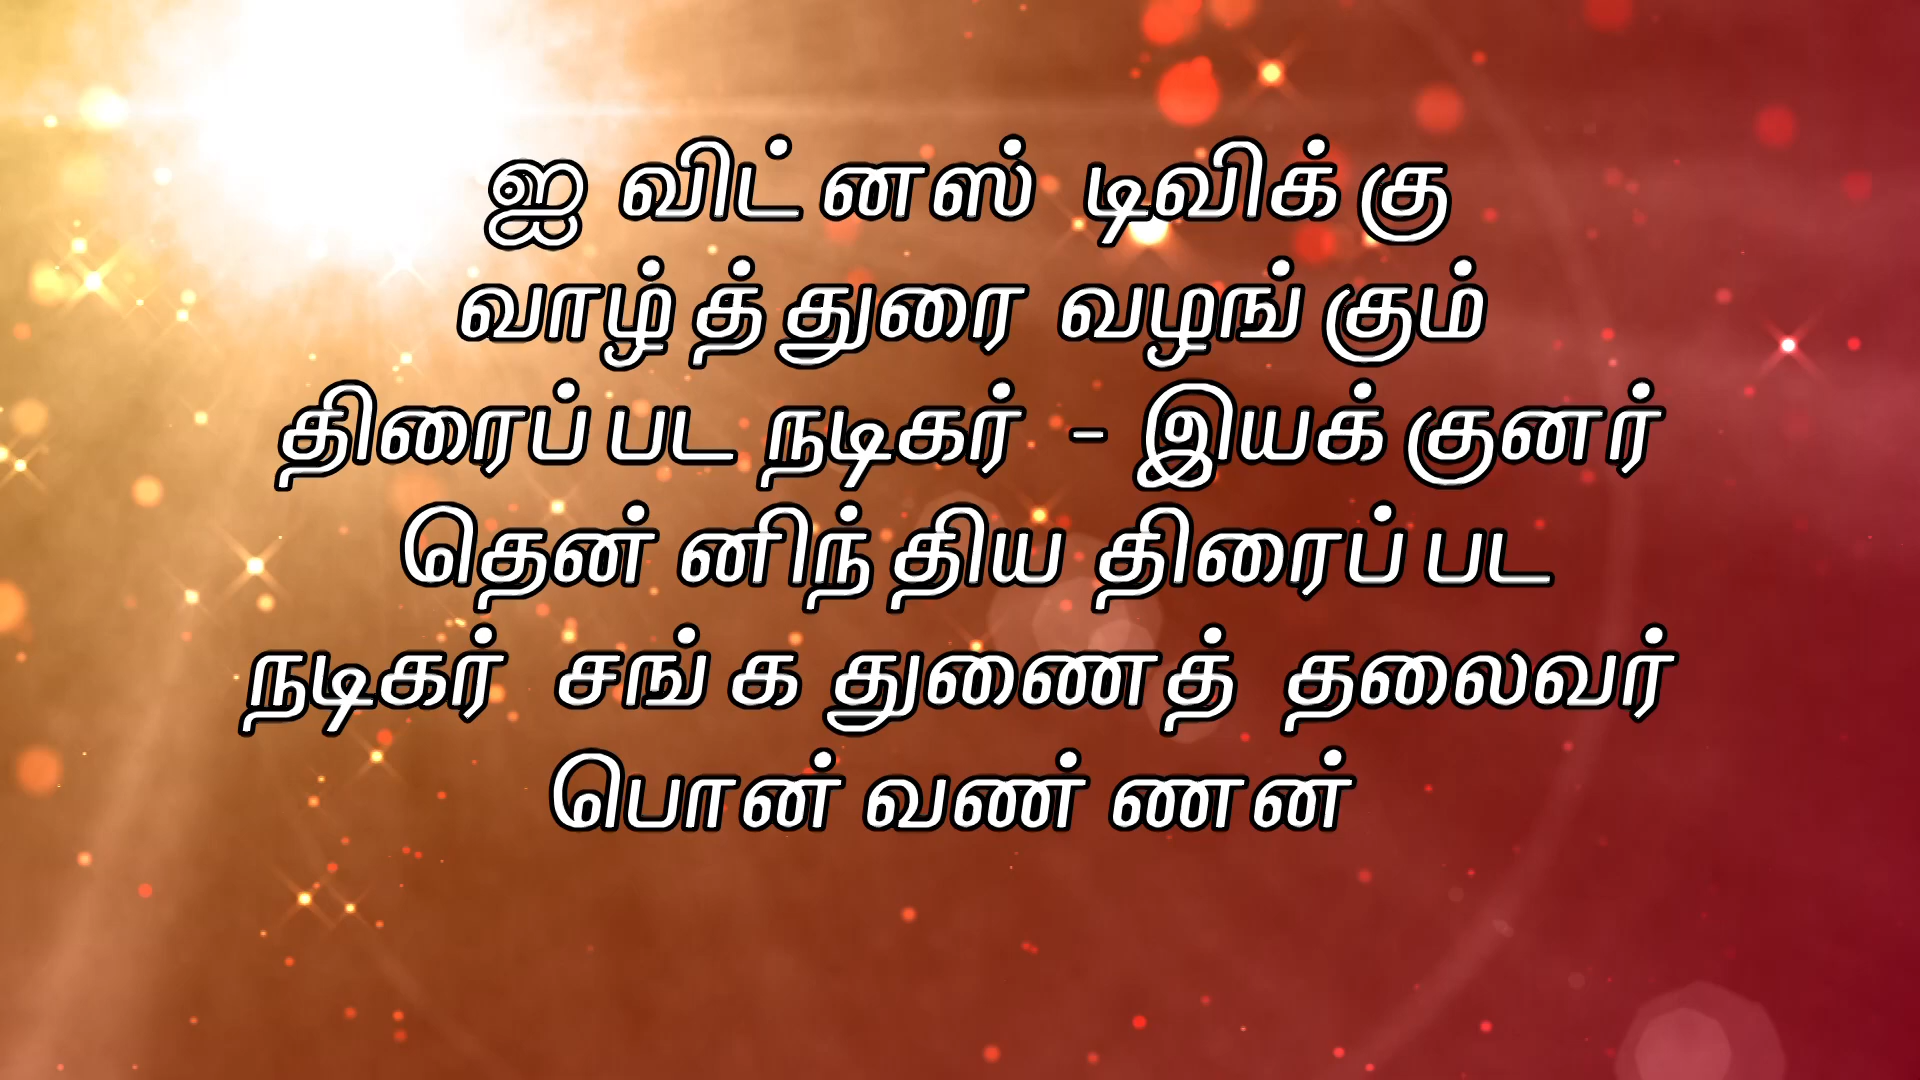 ஐ விட்னஸ் டிவிக்கு
வாழ்த்துரை வழங்கும்
திரைப்பட நடிகர் - இயக்குனர்
தென்னிந்திய திரைப்பட
நடிகர் சங்க துணைத் தலைவர்
பொன்வண்ணன்